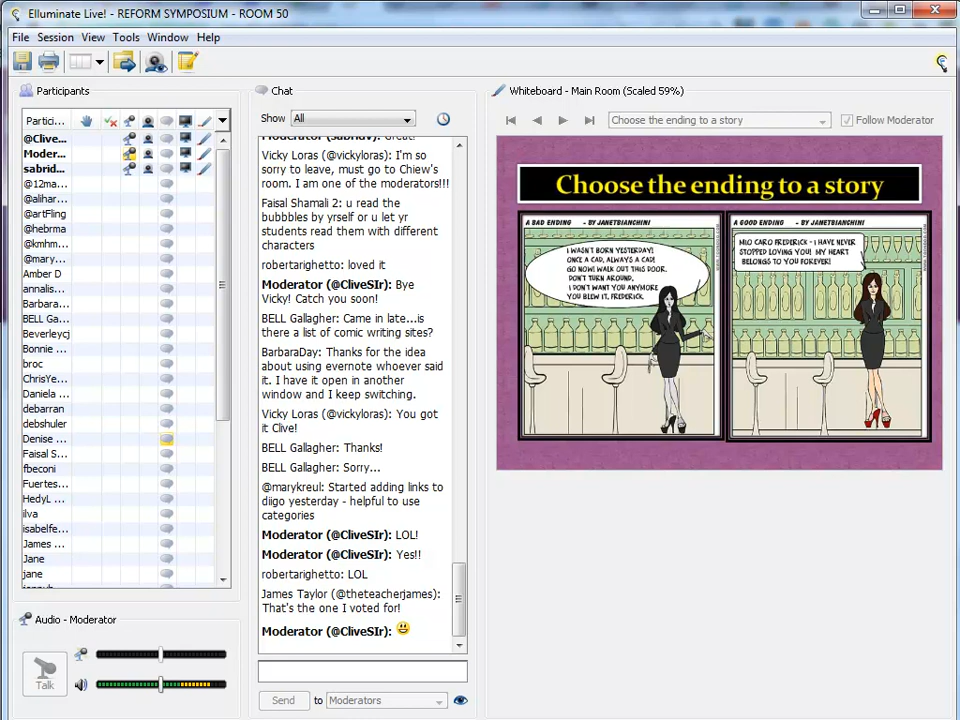 Elluminate Live! - REFORM SYMPOSIUM - ROOM 50
File Session View Tools Window Help
Participants
Parti...
@Clive...
Moder...
sabrid...
@12ma...
@alihar...
@artFling
@hebrma
@kmhm...
@mary...
Amber D
annalis...
Barbara...
BELL Ga...
Beverleycj
Bonnie ...
broc
ChrisYe...
Daniela ...
debarran
debshuler
Denise ...
Faisal S...
fbeconi
Fuertes...
HedyL ...
ilva
isabelfe...
James ...
Jane
jane
Audio - Moderator
Talk
Chat
Show All
Moderator (SabridV): Great!
Vicky Loras (@vickyloras): I'm so
sorry to leave, must go to Chiew's
room. I am one of the moderators!!!
Faisal Shamali 2: u read the
bubbbles by yrself or u let yr
students read them with different
characters
robertarighetto: loved it
Moderator (@CliveSIr): Bye
Vicky! Catch you soon!
BELL Gallagher: Came in late...is
there a list of comic writing sites?
BarbaraDay: Thanks for the idea
about using evernote whoever said
it. I have it open in another
window and I keep switching.
Vicky Loras (@vickyloras): You got
it Clive!
BELL Gallagher: Thanks!
BELL Gallagher: Sorry...
@marykreul: Started adding links to
diigo yesterday - helpful to use
categories
Moderator (@CliveSIr): LOL!
Moderator (@CliveSIr): Yes!!
robertarighetto: LOL
James Taylor (@theteacherjames):
That's the one I voted for!
Moderator (@CliveSIr):
Send to Moderators
Whiteboard - Main Room (Scaled 59%)
Choose the ending to a story
Follow Moderator
Choose the ending to a story
A BAD ENDING - BY JANETBIANCHINI
I WASN'T BORN YESTERDAY!
ONCE A CAD, ALWAYS A CAD!
GO NOW! WALK OUT THIS DOOR.
DON'T TURN AROUND,
I DON'T WANT YOU ANYMORE
YOU BLEW IT, FREDERICK.
A GOOD ENDING - BY JANETBIANCHINI
MIO CARO FREDERICK - I HAVE NEVER
STOPPED LOVING YOU! MY HEART
BELONGS TO YOU FOREVER!